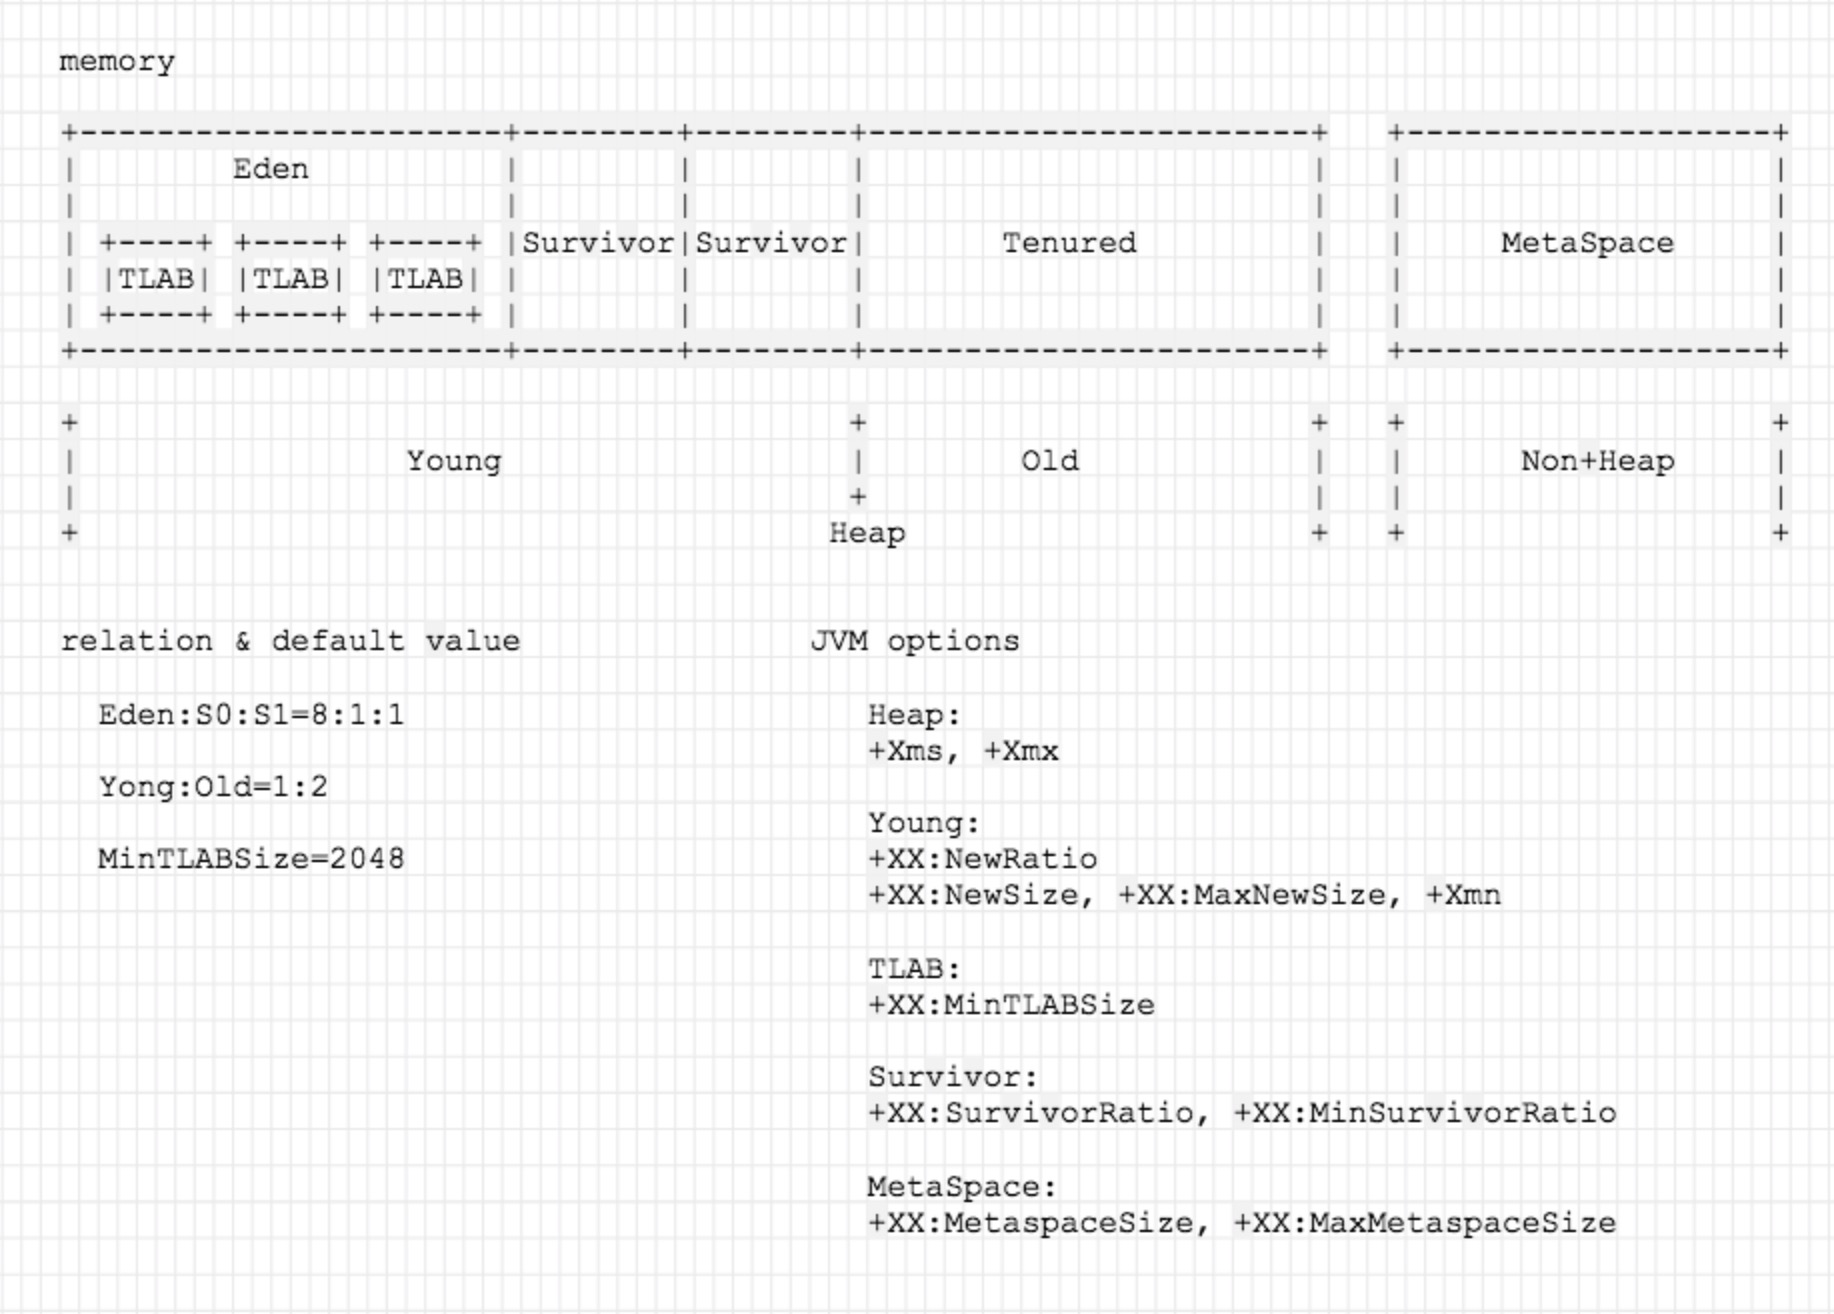 memory
+----------------------+--------+--------+-----------------------+   +-------------------+
|        Eden          |        |        |                       |   |                   |
|                      |        |        |                       |   |                   |
| +----+ +----+ +----+ |Survivor|Survivor|       Tenured         |   |     MetaSpace     |
| |TLAB| |TLAB| |TLAB| |        |        |                       |   |                   |
| +----+ +----+ +----+ |        |        |                       |   |                   |
+----------------------+--------+--------+-----------------------+   +-------------------+
+                                        +                       +   +                   +
|                 Young                  |        Old            |   |      Non+Heap     |
|                                        +                       |   |                   |
+                                       Heap                     +   +                   +
relation & default value               JVM options
Eden:S0:S1=8:1:1                        Heap:
+Xms, +Xmx
Yong:Old=1:2
Young:
MinTLABSize=2048                        +XX:NewRatio
+XX:NewSize, +XX:MaxNewSize, +Xmn
TLAB:
+XX:MinTLABSize
Survivor:
+XX:SurvivorRatio, +XX:MinSurvivorRatio
MetaSpace:
+XX:MetaspaceSize, +XX:MaxMetaspaceSize